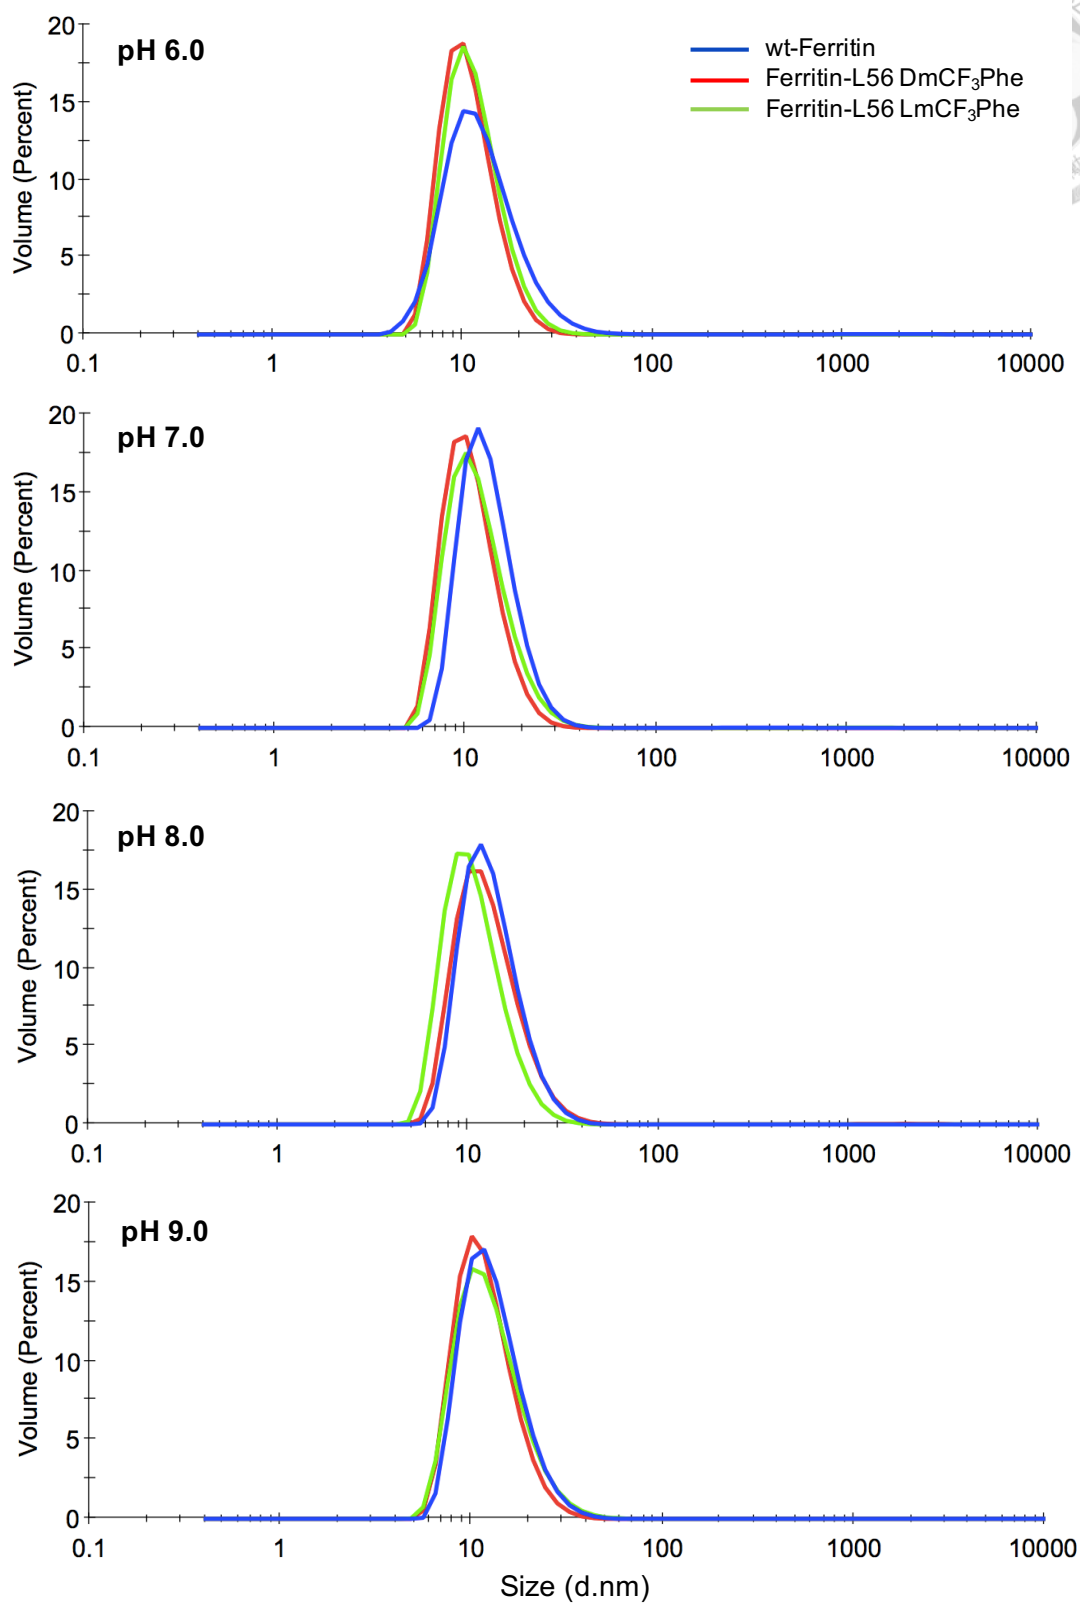 20
pH 6.0
wt-Ferritin
Ferritin-L56 DmCF₃Phe
Ferritin-L56 LmCF₃Phe
15
10
5
0
Volume (Percent)
0.1 1 10 100 1000 10000
20
pH 7.0
15
10
5
0
Volume (Percent)
0.1 1 10 100 1000 10000
20
pH 8.0
15
10
5
0
Volume (Percent)
0.1 1 10 100 1000 10000
20
pH 9.0
15
10
5
0
Volume (Percent)
0.1 1 10 100 1000 10000
Size (d.nm)